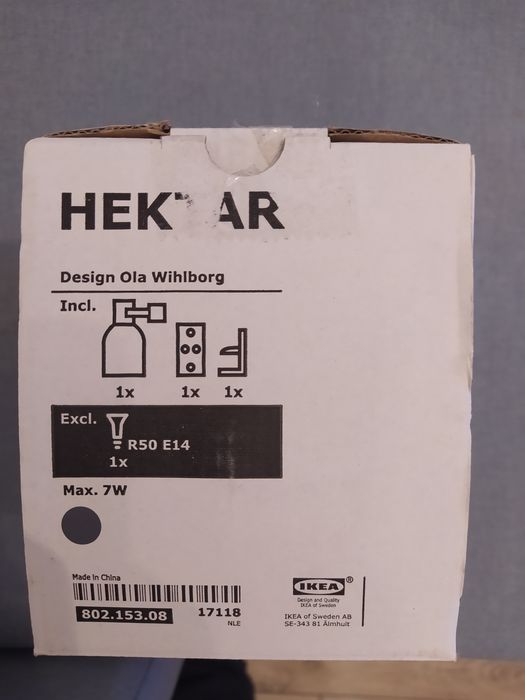 HEKTAR
Design Ola Wihlborg
Incl.
1x 1x 1x
Excl.
R50 E14
1x
Max. 7W
Made in China
802.153.08
17118
NLE
IKEA®
Design and Quality
IKEA of Sweden
IKEA of Sweden AB
SE-343 81 Älmhult